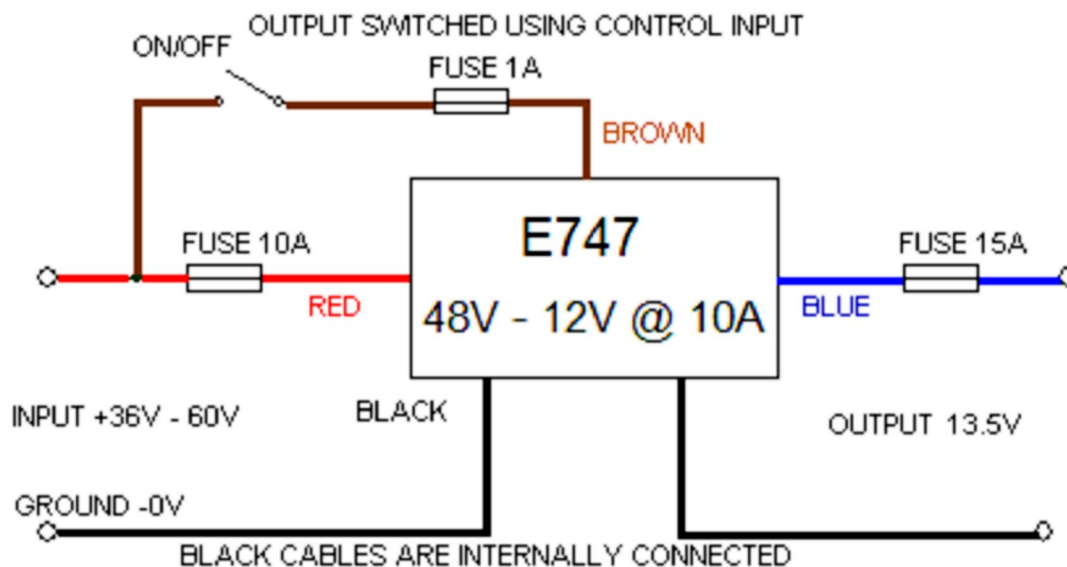 OUTPUT SWITCHED USING CONTROL INPUT
ON/OFF
FUSE 1A
BROWN
E747
48V - 12V @ 10A
FUSE 10A
RED
FUSE 15A
BLUE
INPUT +36V - 60V
BLACK
OUTPUT 13.5V
GROUND -0V
BLACK CABLES ARE INTERNALLY CONNECTED